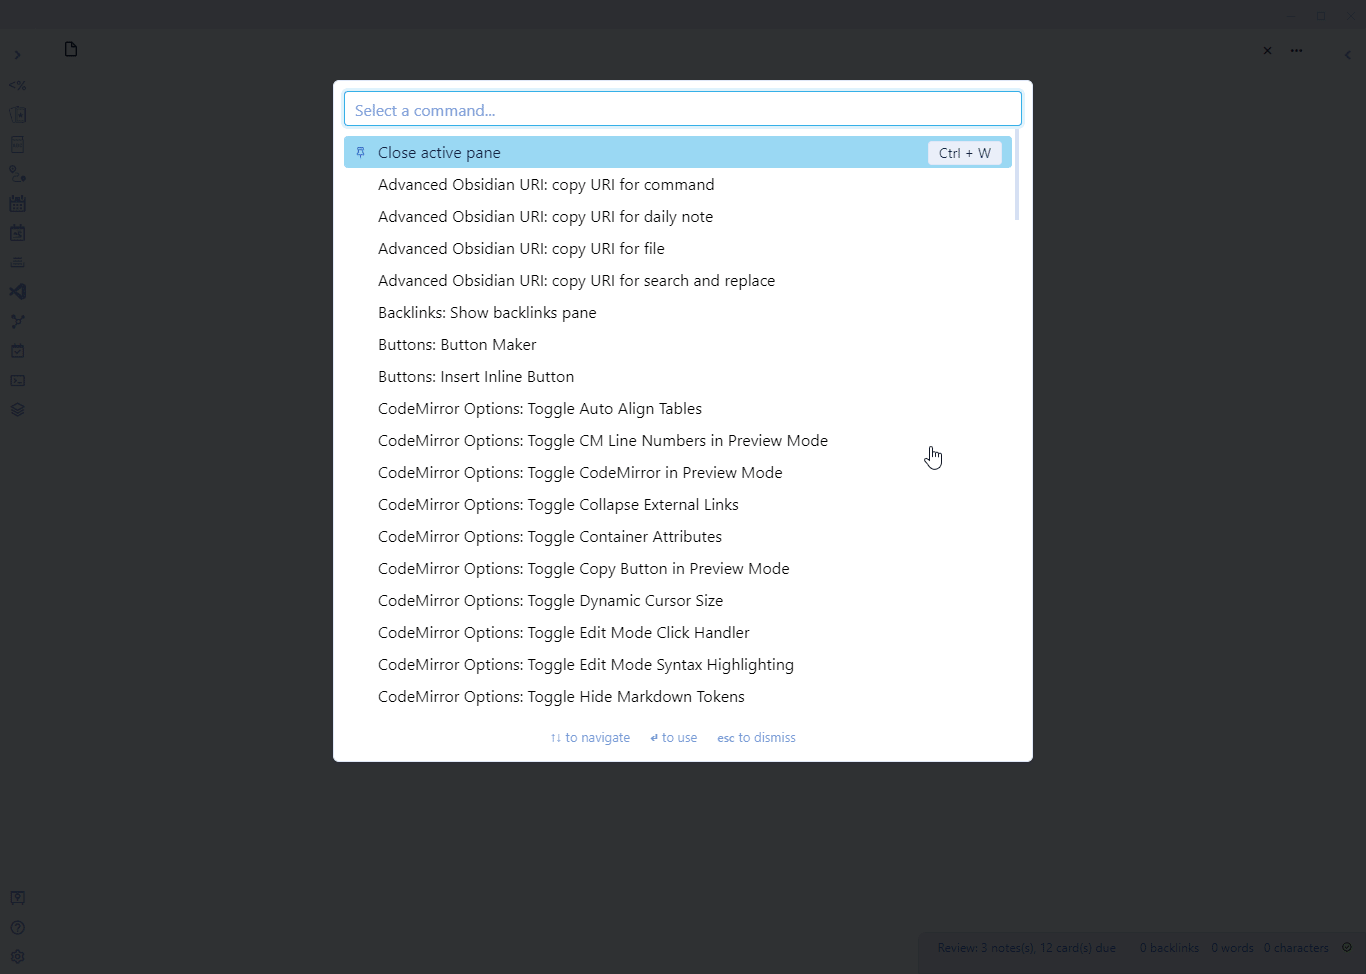 Select a command...
Close active pane
Ctrl + W
Advanced Obsidian URI: copy URI for command
Advanced Obsidian URI: copy URI for daily note
Advanced Obsidian URI: copy URI for file
Advanced Obsidian URI: copy URI for search and replace
Backlinks: Show backlinks pane
Buttons: Button Maker
Buttons: Insert Inline Button
CodeMirror Options: Toggle Auto Align Tables
CodeMirror Options: Toggle CM Line Numbers in Preview Mode
CodeMirror Options: Toggle CodeMirror in Preview Mode
CodeMirror Options: Toggle Collapse External Links
CodeMirror Options: Toggle Container Attributes
CodeMirror Options: Toggle Copy Button in Preview Mode
CodeMirror Options: Toggle Dynamic Cursor Size
CodeMirror Options: Toggle Edit Mode Click Handler
CodeMirror Options: Toggle Edit Mode Syntax Highlighting
CodeMirror Options: Toggle Hide Markdown Tokens
↑↓ to navigate ↵ to use esc to dismiss
Review: 3 notes(s), 12 card(s) due 0 backlinks 0 words 0 characters